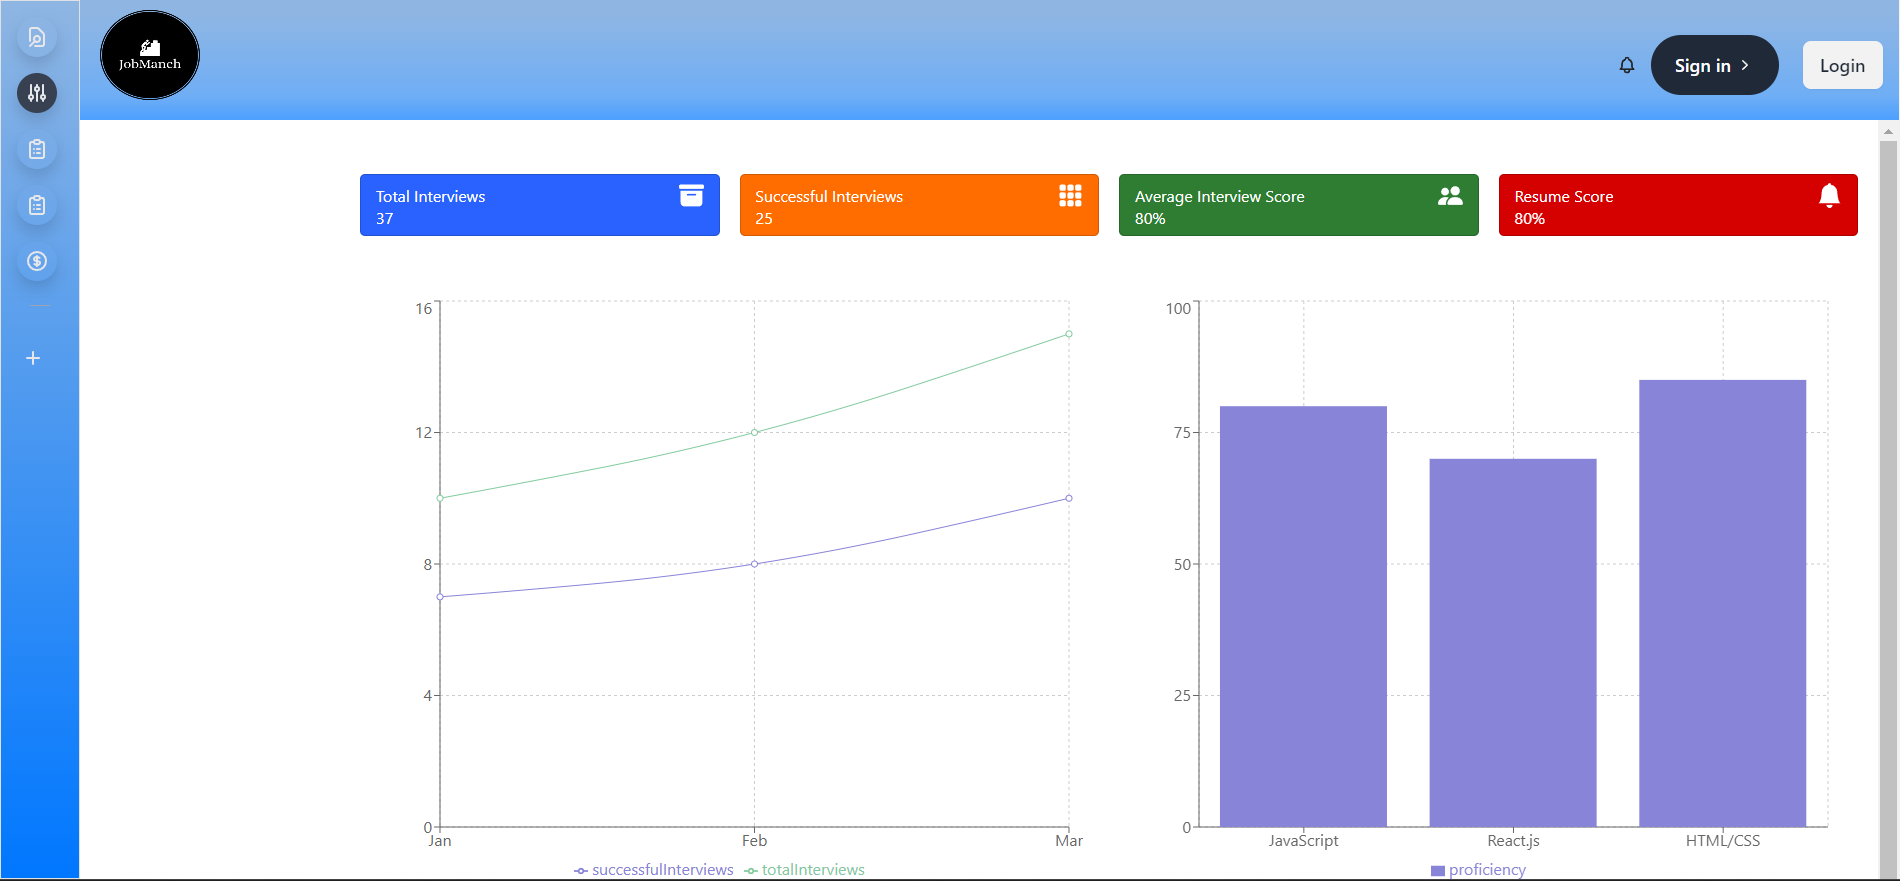 JobManch
Sign in
Login
Total Interviews
37
Successful Interviews
25
Average Interview Score
80%
Resume Score
80%
16
12
8
4
0
Jan Feb Mar
successfulInterviews totalInterviews
100
75
50
25
0
JavaScript React.js HTML/CSS
proficiency